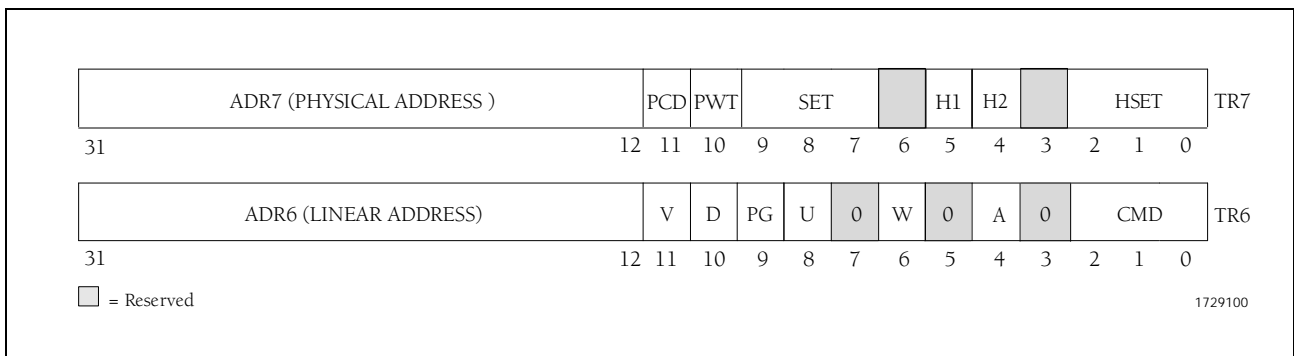 ADR7 (PHYSICAL ADDRESS ) PCD PWT SET H1 H2 HSET TR7
31 12 11 10 9 8 7 6 5 4 3 2 1 0
ADR6 (LINEAR ADDRESS) V D PG U 0 W 0 A 0 CMD TR6
31 12 11 10 9 8 7 6 5 4 3 2 1 0
= Reserved
1729100